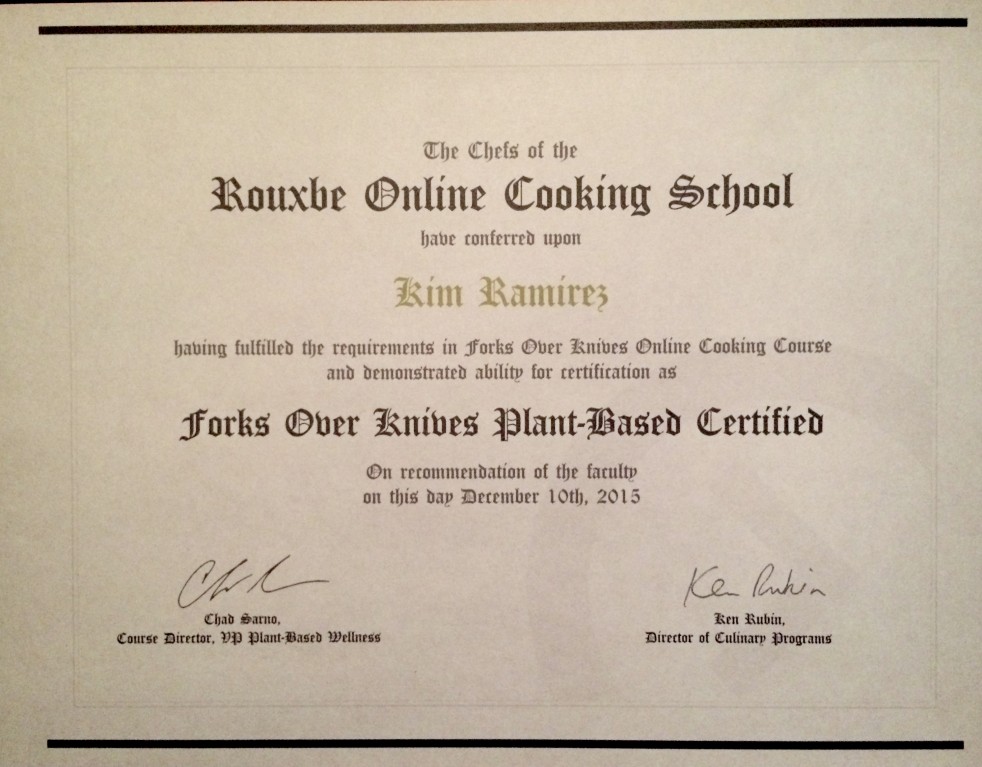 The Chefs of the
Rouxbe Online Cooking School
have conferred upon
Kim Ramirez
having fulfilled the requirements in Forks Over Knives Online Cooking Course
and demonstrated ability for certification as
Forks Over Knives Plant-Based Certified
On recommendation of the faculty
on this day December 10th, 2015
Ken Rubin
Chad Sarno,
Course Director, VP Plant-Based Wellness
Ken Rubin,
Director of Culinary Programs